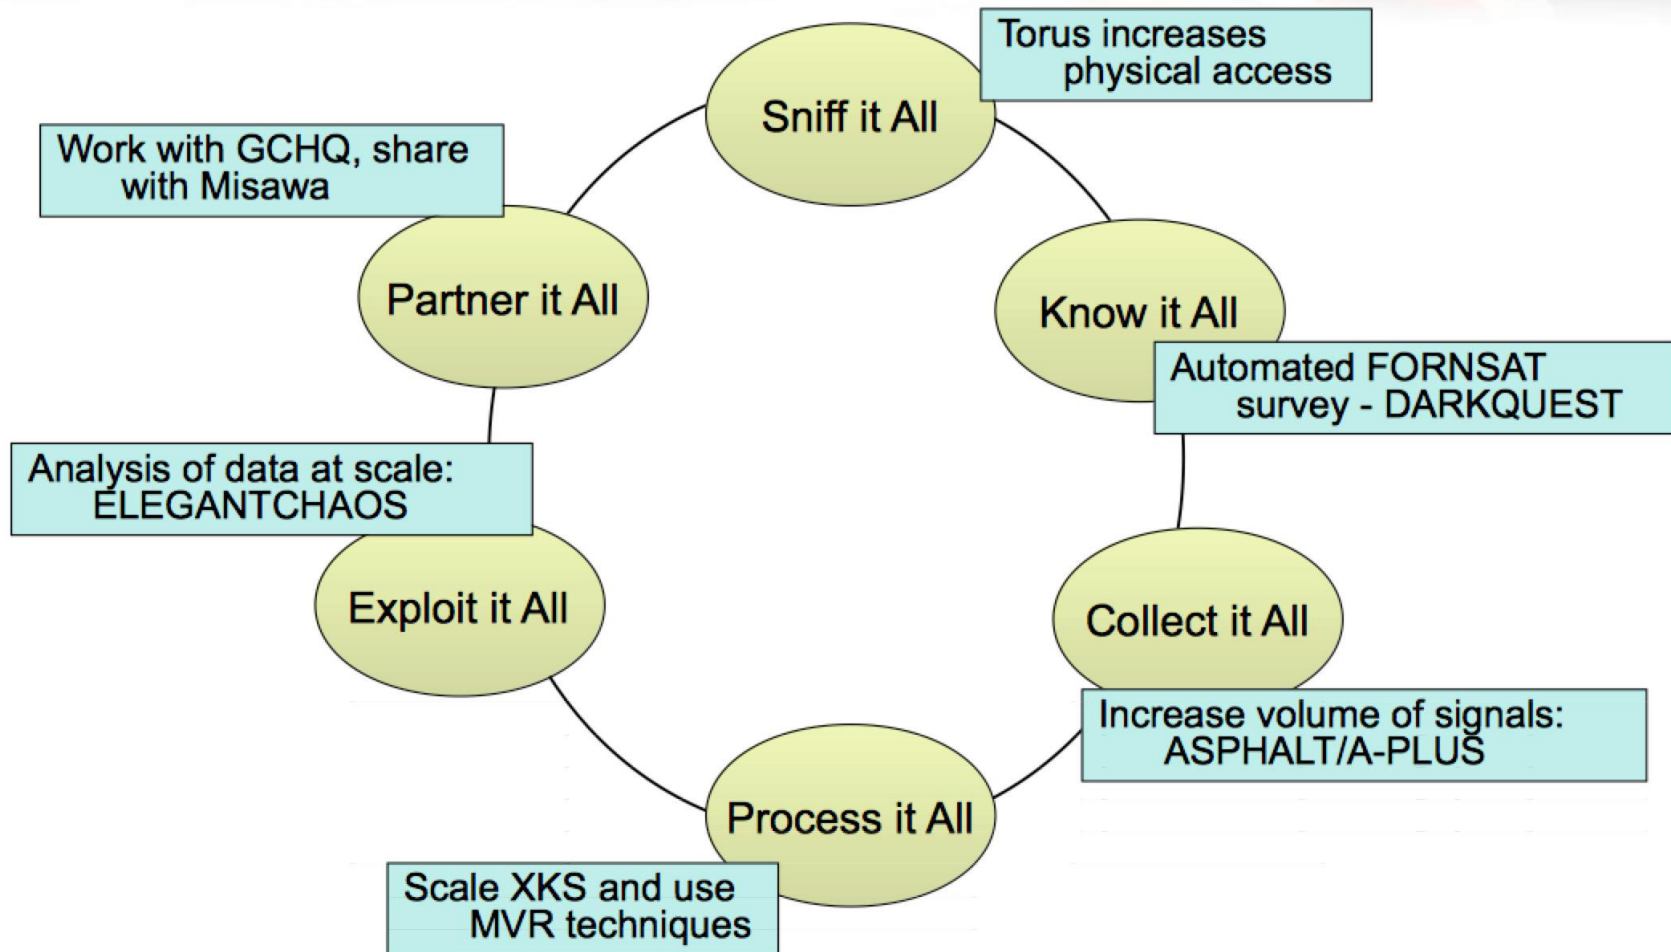 Sniff it All
Torus increases
physical access
Know it All
Automated FORNSAT
survey - DARKQUEST
Collect it All
Increase volume of signals:
ASPHALT/A-PLUS
Process it All
Scale XKS and use
MVR techniques
Exploit it All
Analysis of data at scale:
ELEGANTCHAOS
Partner it All
Work with GCHQ, share
with Misawa